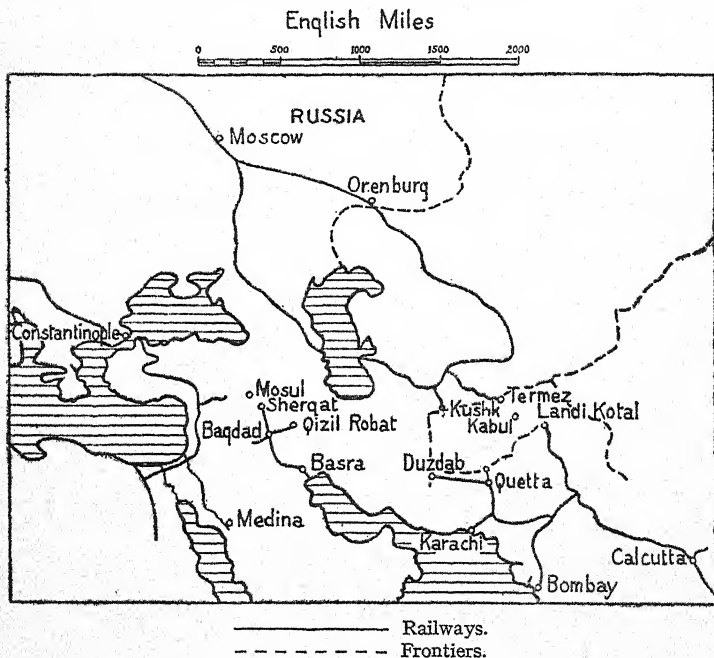 English Miles
0 500 1000 1500 2000
RUSSIA
Moscow
Orenburg
Constantinople
Mosul
Sherqat
Qizil Robat
Baqdad
Basra
Medina
Termez
Kushk
Kabul
Landi Kotal
Duzdab
Quetta
Karachi
Calcutta
Bombay
Railways.
Frontiers.